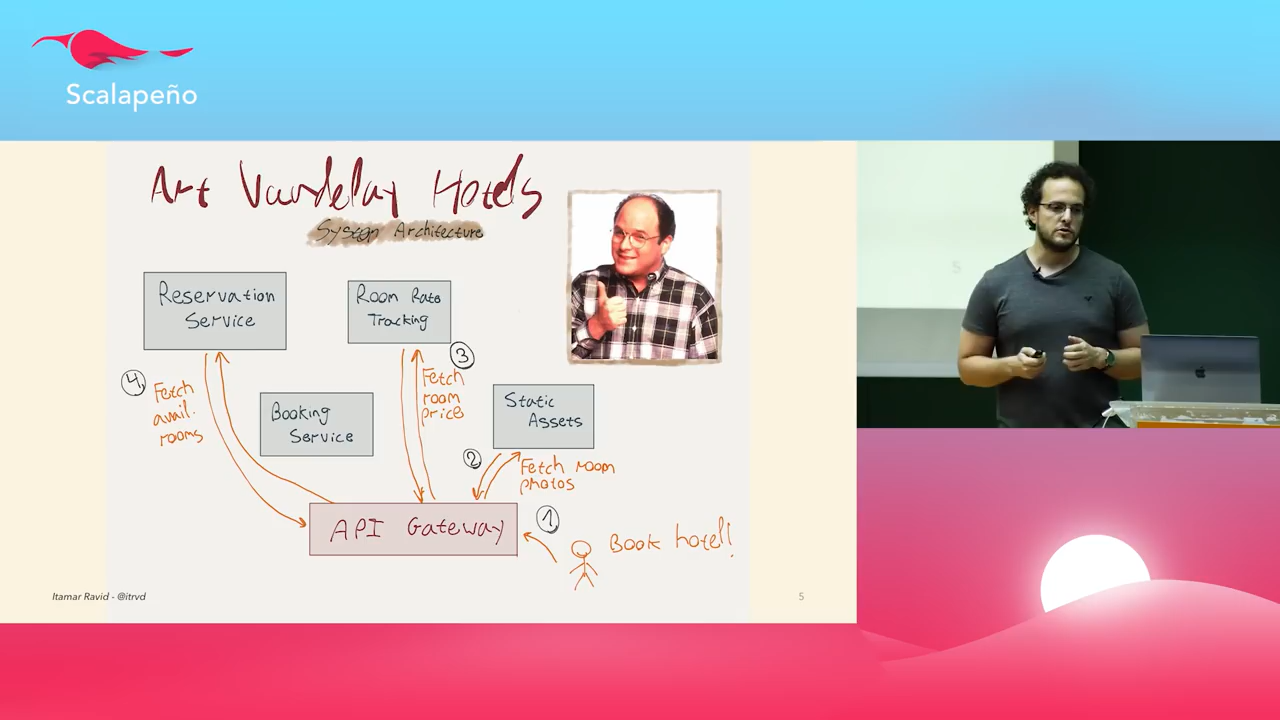 Scalapeño
Art Vandelay Hotels
System Architecture
Reservation
Service
Room Rate
Tracking
3
4
Fetch
avail.
rooms
Fetch
room
price
Booking
Service
Static
Assets
2
Fetch room
photos
API Gateway
1
Book hotel!
Itamar Ravid - @itrvd
5